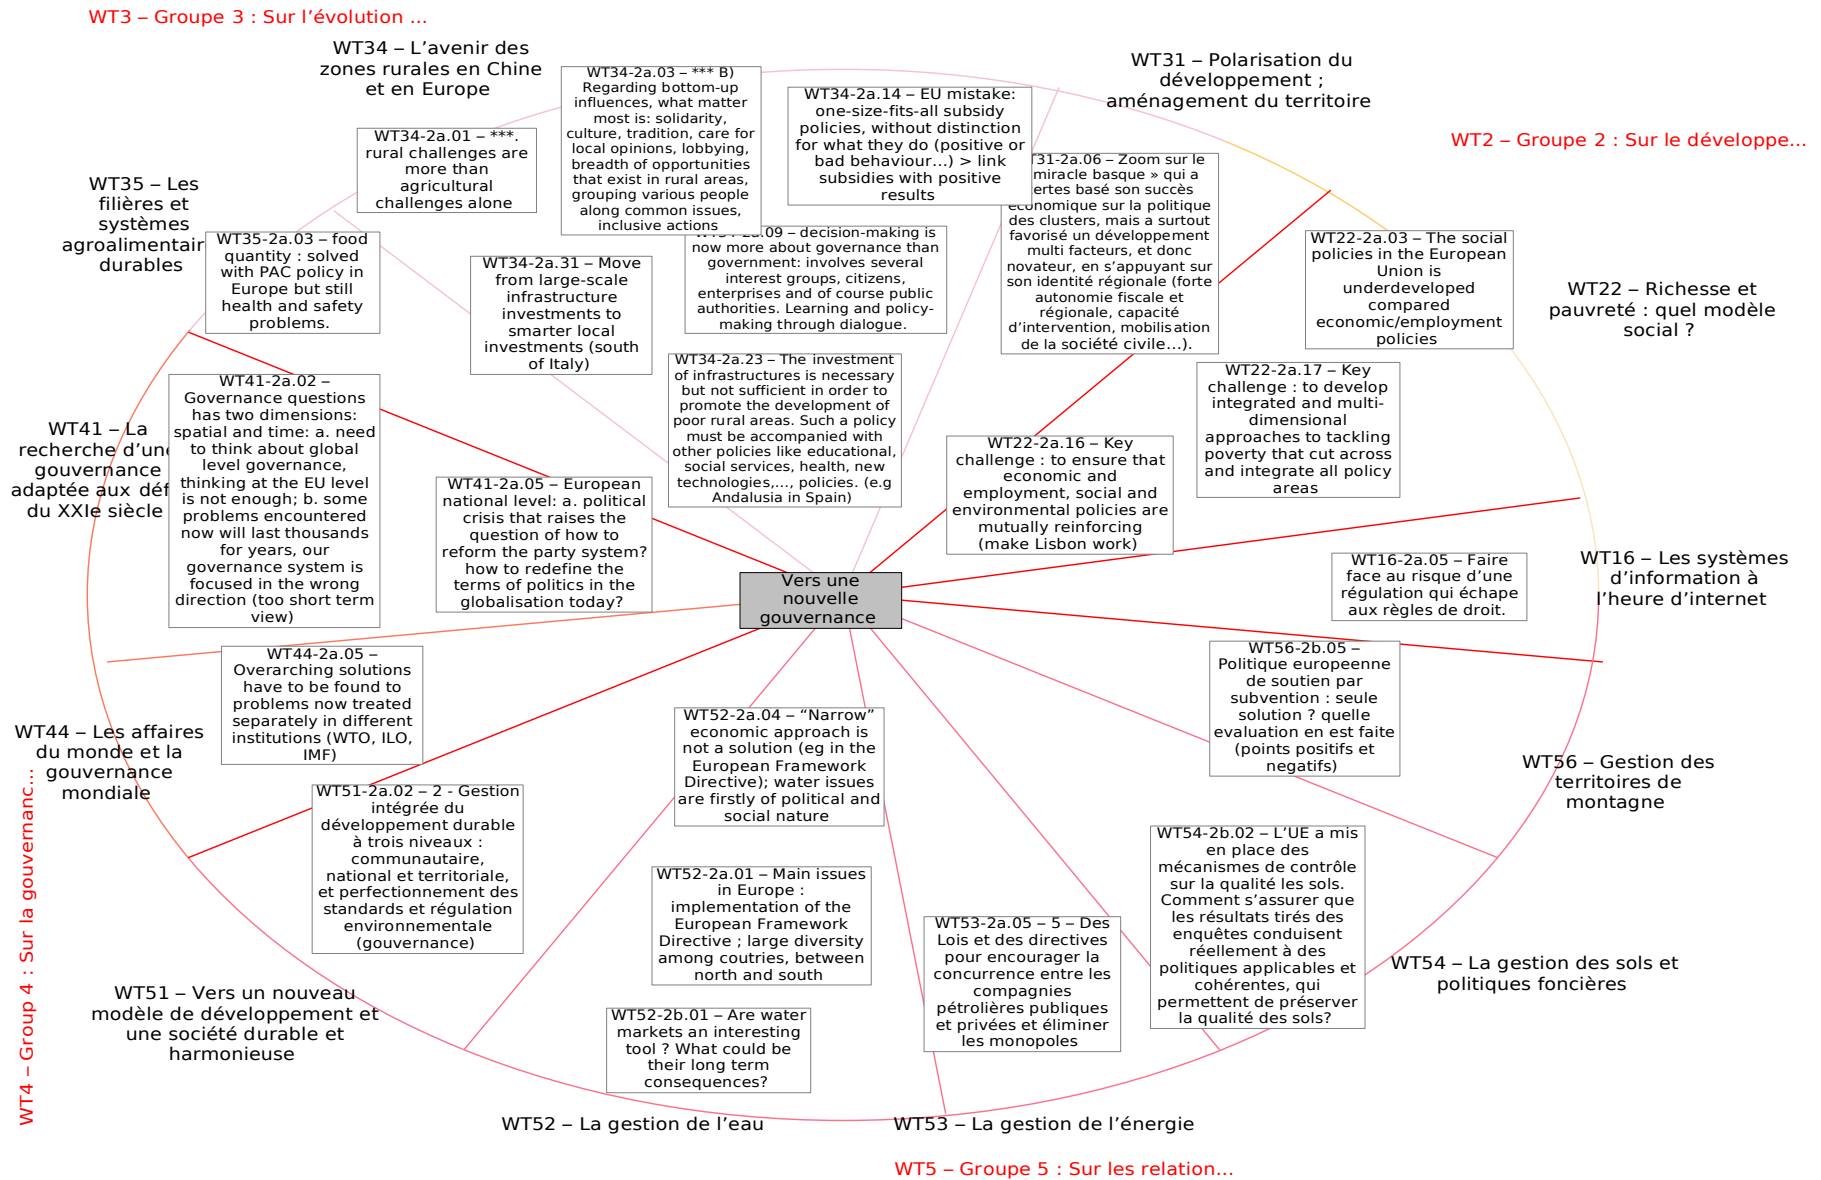 WT3 – Groupe 3 : Sur l’évolution ...
WT34 – L’avenir des
zones rurales en Chine
et en Europe
WT31 – Polarisation du
développement ;
aménagement du territoire
WT2 – Groupe 2 : Sur le développe...
WT34-2a.03 – *** B)
Regarding bottom-up
influences, what matter
most is: solidarity,
culture, tradition, care for
local opinions, lobbying,
breadth of opportunities
that exist in rural areas,
grouping various people
along common issues,
inclusive actions
WT34-2a.14 – EU mistake:
one-size-fits-all subsidy
policies, without distinction
for what they do (positive or
bad behaviour...) > link
subsidies with positive
results
WT34-2a.01 – ***.
rural challenges are
more than
agricultural
challenges alone
T31-2a.06 – Zoom sur le
miracle basque » qui a
ertes basé son succès
économique sur la politique
des clusters, mais a surtout
favorisé un développement
multi facteurs, et donc
novateur, en s’appuyant sur
son identité régionale (forte
autonomie fiscale et
régionale, capacité
d’intervention, mobilisation
de la société civile...).
WT35 – Les
filières et
systèmes
agroalimentair
durables
WT35-2a.03 – food
quantity : solved
with PAC policy in
Europe but still
health and safety
problems.
WT34-2a.31 – Move
from large-scale
infrastructure
investments to
smarter local
investments (south
of Italy)
2a.09 – decision-making is
now more about governance than
government: involves several
interest groups, citizens,
enterprises and of course public
authorities. Learning and policy-
making through dialogue.
WT22-2a.03 – The social
policies in the European
Union is
underdeveloped
compared
economic/employment
policies
WT22 – Richesse et
pauvreté : quel modèle
social ?
WT34-2a.23 – The investment
of infrastructures is necessary
but not sufficient in order to
promote the development of
poor rural areas. Such a policy
must be accompanied with
other policies like educational,
social services, health, new
technologies,..., policies. (e.g
Andalusia in Spain)
WT22-2a.17 – Key
challenge : to develop
integrated and multi-
dimensional
approaches to tackling
poverty that cut across
and integrate all policy
areas
WT41 – La
recherche d’une
gouvernance
adaptée aux déf
du XXIe siècle
WT41-2a.02 –
Governance questions
has two dimensions:
spatial and time: a. need
to think about global
level governance,
thinking at the EU level
is not enough; b. some
problems encountered
now will last thousands
for years, our
governance system is
focused in the wrong
direction (too short term
view)
WT41-2a.05 – European
national level: a. political
crisis that raises the
question of how to
reform the party system?
how to redefine the
terms of politics in the
globalisation today?
WT22-2a.16 – Key
challenge : to ensure that
economic and
employment, social and
environmental policies are
mutually reinforcing
(make Lisbon work)
WT16-2a.05 – Faire
face au risque d’une
régulation qui échape
aux règles de droit.
WT16 – Les systèmes
d’information à
l’heure d’internet
Vers une
nouvelle
gouvernance
WT44-2a.05 –
Overarching solutions
have to be found to
problems now treated
separately in different
institutions (WTO, ILO,
IMF)
WT56-2b.05 –
Politique europeenne
de soutien par
subvention : seule
solution ? quelle
evaluation en est faite
(points positifs et
negatifs)
WT44 – Les affaires
du monde et la
gouvernance
mondiale
WT52-2a.04 – “Narrow”
economic approach is
not a solution (eg in the
European Framework
Directive); water issues
are firstly of political and
social nature
WT56 – Gestion des
territoires de
montagne
WT4 – Group 4 : Sur la gouvernanc...
WT51-2a.02 – 2 - Gestion
intégrée du
développement durable
à trois niveaux :
communautaire,
national et territoriale,
et perfectionnement des
standards et régulation
environnementale
(gouvernance)
WT54-2b.02 – L’UE a mis
en place des
mécanismes de contrôle
sur la qualité les sols.
Comment s’assurer que
les résultats tirés des
enquêtes conduisent
réellement à des
politiques applicables et
cohérentes, qui
permettent de préserver
la qualité des sols?
WT52-2a.01 – Main issues
in Europe :
implementation of the
European Framework
Directive ; large diversity
among coutries, between
north and south
WT53-2a.05 – 5 – Des
Lois et des directives
pour encourager la
concurrence entre les
compagnies
pétrolières publiques
et privées et éliminer
les monopoles
WT54 – La gestion des sols et
politiques foncières
WT51 – Vers un nouveau
modèle de développement et
une société durable et
harmonieuse
WT52-2b.01 – Are water
markets an interesting
tool ? What could be
their long term
consequences?
WT52 – La gestion de l’eau
WT53 – La gestion de l’énergie
WT5 – Groupe 5 : Sur les relation...